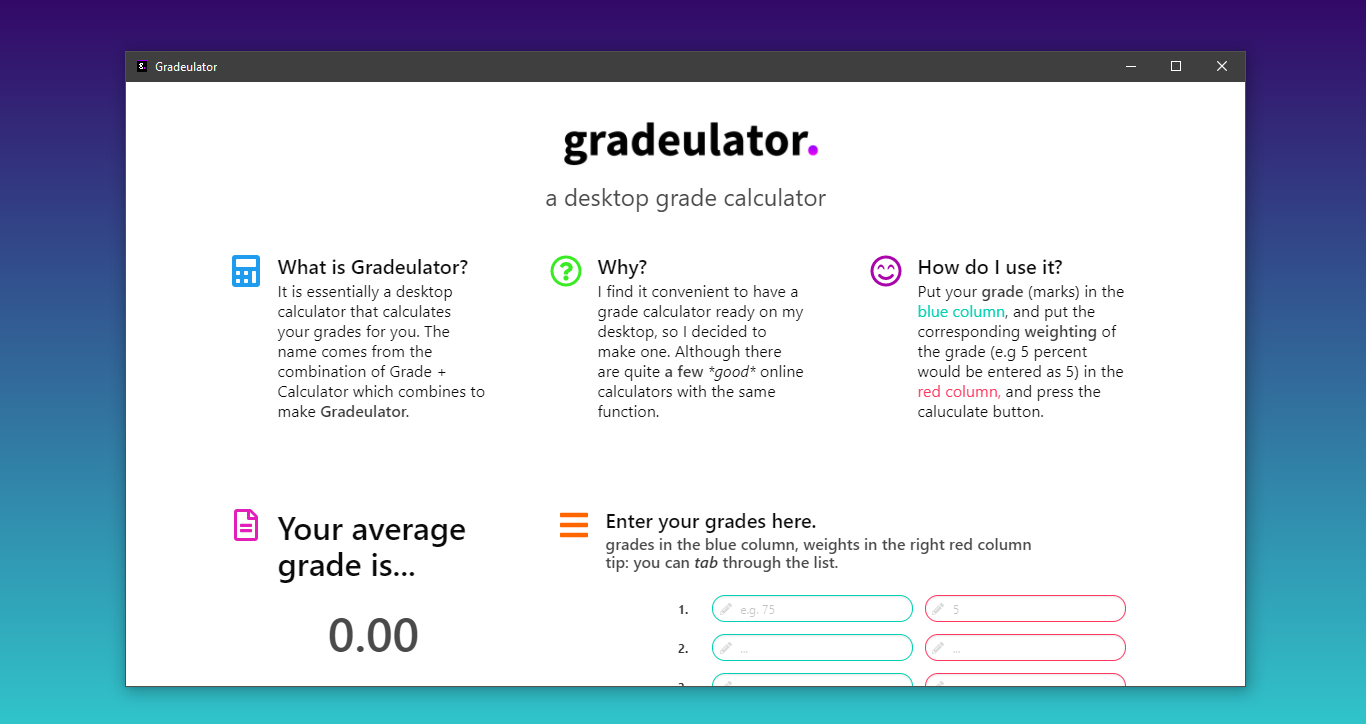 Gradeulator
gradeulator.
a desktop grade calculator
What is Gradeulator?
It is essentially a desktop
calculator that calculates
your grades for you. The
name comes from the
combination of Grade +
Calculator which combines to
make Gradeulator.
Why?
I find it convenient to have a
grade calculator ready on my
desktop, so I decided to
make one. Although there
are quite a few *good* online
calculators with the same
function.
How do I use it?
Put your grade (marks) in the
blue column, and put the
corresponding weighting of
the grade (e.g 5 percent
would be entered as 5) in the
red column, and press the
caluculate button.
Your average
grade is...
0.00
Enter your grades here.
grades in the blue column, weights in the right red column
tip: you can tab through the list.
1. e.g. 75 5
2. ... ...